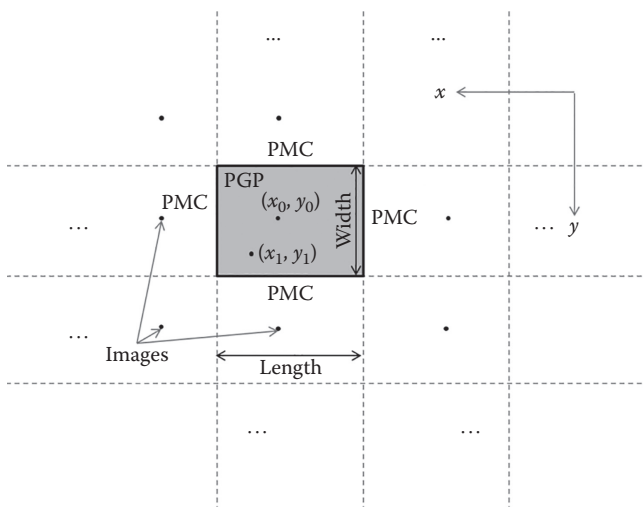 ... ...
x
PMC
PGP
PMC (x₀, y₀) PMC
Width
... ... y
(x₁, y₁)
PMC
...
Images
Length
... ...